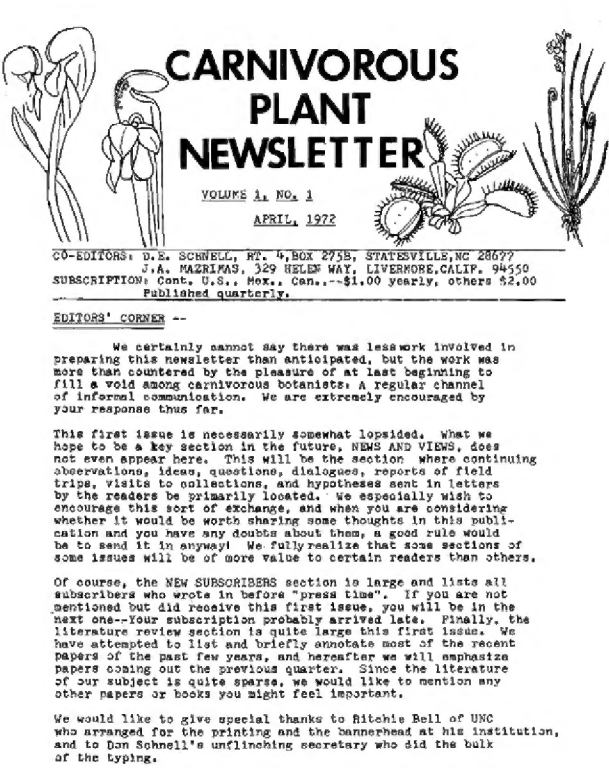 CARNIVOROUS
PLANT
NEWSLETTER
VOLUME 1, NO. 1
APRIL, 1972
CO-EDITORS: D.E. SCHNELL, RT. 4,BOX 275B, STATESVILLE,NC 28677
J.A. MAZRIMAS, 329 HELEN WAY, LIVERMORE,CALIF. 94550
SUBSCRIPTION: Cont. U.S., Mex., Can.,--$1.00 yearly, others $2.00
Published quarterly.
EDITORS' CORNER --
We certainly cannot say there was lesswork involved in
preparing this newsletter than anticipated, but the work was
more than countered by the pleasure of at last beginning to
fill a void among carnivorous botanists: A regular channel
of informal communication. We are extremely encouraged by
your response thus far.
This first issue is necessarily somewhat lopsided. What we
hope to be a key section in the future, NEWS AND VIEWS, does
not even appear here. This will be the section where continuing
observations, ideas, questions, dialogues, reports of field
trips, visits to collections, and hypotheses sent in letters
by the readers be primarily located. We especially wish to
encourage this sort of exchange, and when you are considering
whether it would be worth sharing some thoughts in this publi-
cation and you have any doubts about them, a good rule would
be to send it in anyway! We fully realize that some sections of
some issues will be of more value to certain readers than others.
Of course, the NEW SUBSCRIBERS section is large and lists all
subscribers who wrote in before "press time". If you are not
mentioned but did receive this first issue, you will be in the
next one--Your subscription probably arrived late. Finally, the
literature review section is quite large this first issue. We
have attempted to list and briefly annotate most of the recent
papers of the past few years, and hereafter we will emphasize
papers coming out the previous quarter. Since the literature
of our subject is quite sparse, we would like to mention any
other papers or books you might feel important.
We would like to give special thanks to Ritchie Bell of UNC
who arranged for the printing and the bannerhead at his institution,
and to Don Schnell's unflinching secretary who did the bulk
of the typing.